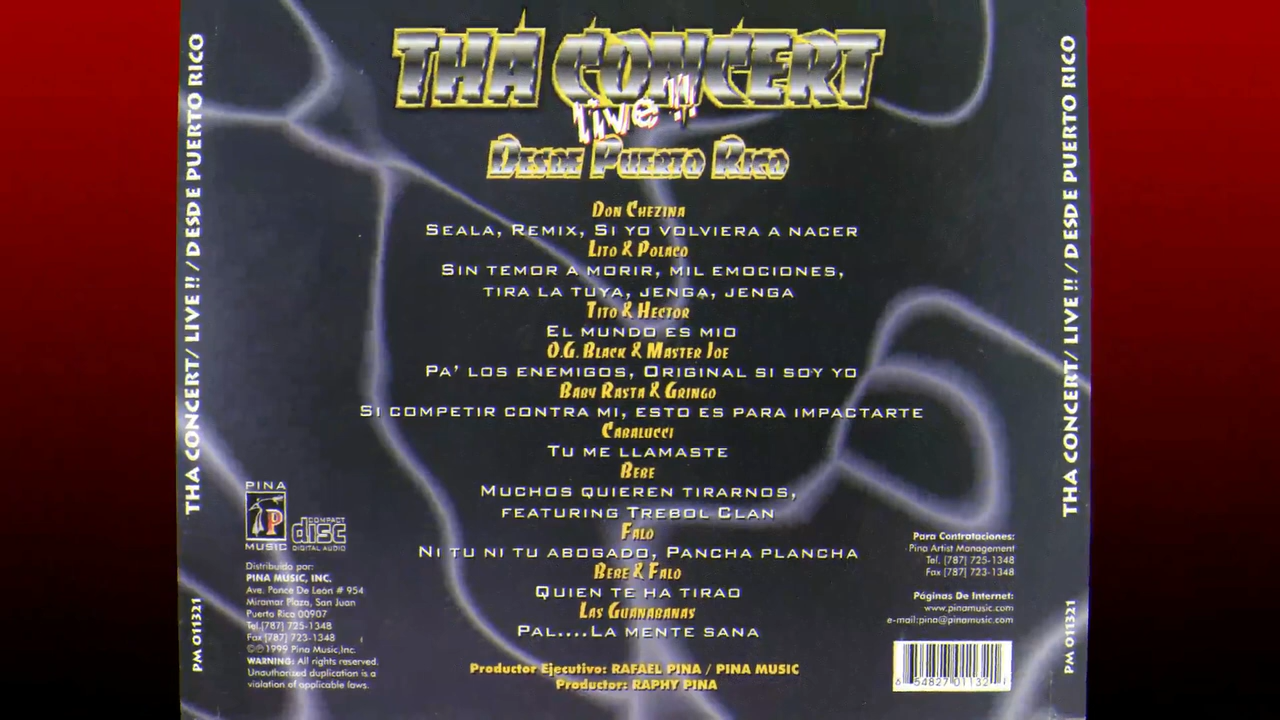 THA CONCERT
live !!
DESDE PUERTO RICO
DON CHEZINA
SEALA, REMIX, SI YO VOLVIERA A NACER
LITO & POLACO
SIN TEMOR A MORIR, MIL EMOCIONES,
TIRA LA TUYA, JENGA, JENGA
TITO & HECTOR
EL MUNDO ES MIO
O.G. BLACK & MASTER JOE
PA' LOS ENEMIGOS, ORIGINAL SI SOY YO
BABY RASTA & GRINGO
SI COMPETIR CONTRA MI, ESTO ES PARA IMPACTARTE
CABALUCCI
TU ME LLAMASTE
BEBE
MUCHOS QUIEREN TIRARNOS,
FEATURING TREBOL CLAN
FALO
NI TU NI TU ABOGADO, PANCHA PLANCHA
BEBE & FALO
QUIEN TE HA TIRAO
LAS GUANABANAS
PAL....LA MENTE SANA
Productor Ejecutivo: RAFAEL PINA / PINA MUSIC
Productor: RAPHY PINA
THA CONCERT/ LIVE !! / DESDE PUERTO RICO
PM 011321
PINA
P
MUSIC
COMPACT
disc
DIGITAL AUDIO
Distribuido por:
PINA MUSIC, INC.
Ave. Ponce De León # 954
Miramar Plaza, San Juan
Puerto Rico 00907
Tel.(787) 725-1348
Fax (787) 723-1348
©℗1999 Pina Music,Inc.
WARNING: All rights reserved.
Unauthorized duplication is a
violation of applicable laws.
Para Contrataciones:
Pina Artist Management
Tel. (787) 725-1348
Fax (787) 723-1348
Páginas De Internet:
www.pinamusic.com
e-mail:pina@pinamusic.com
6 54827 01132 1
THA CONCERT/ LIVE !! / DESDE PUERTO RICO
PM 011321